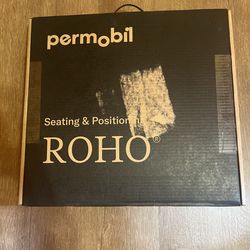 permobil
Seating & Positioning
ROHO®